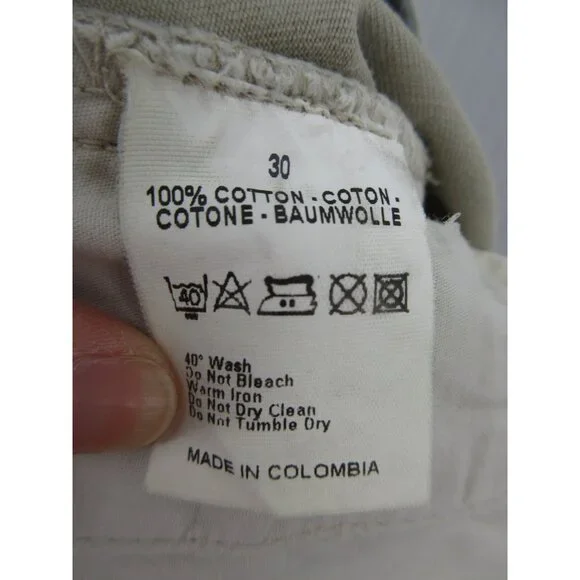 30
100% COTTON - COTON -
COTONE - BAUMWOLLE
40
40° Wash
Do Not Bleach
Warm Iron
Do Not Dry Clean
Do Not Tumble Dry
MADE IN COLOMBIA